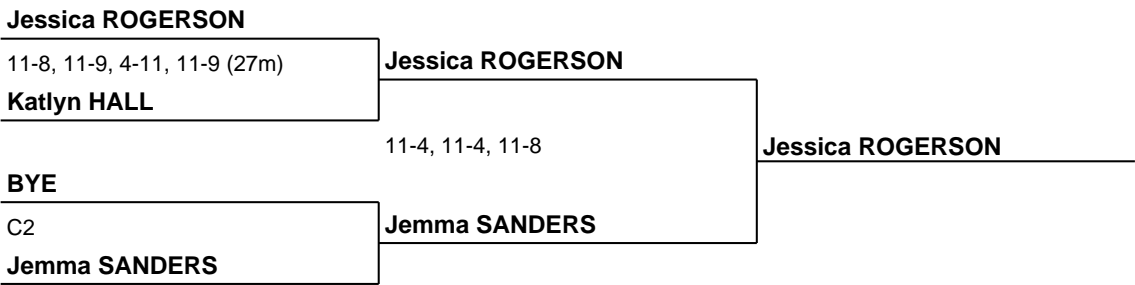 Jessica ROGERSON
11-8, 11-9, 4-11, 11-9 (27m)
Jessica ROGERSON
Katlyn HALL
11-4, 11-4, 11-8
Jessica ROGERSON
BYE
C2
Jemma SANDERS
Jemma SANDERS